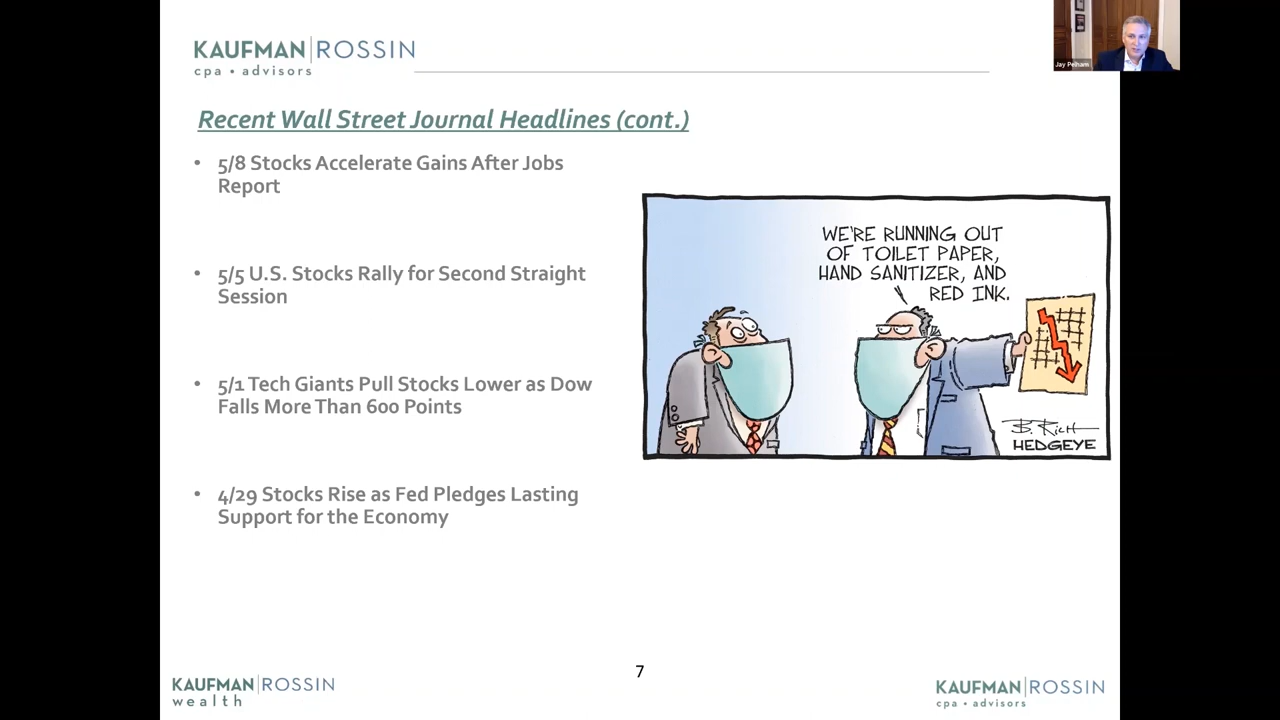 KAUFMAN|ROSSIN
cpa • advisors
Jay Pelham
Recent Wall Street Journal Headlines (cont.)
• 5/8 Stocks Accelerate Gains After Jobs
Report
• 5/5 U.S. Stocks Rally for Second Straight
Session
• 5/1 Tech Giants Pull Stocks Lower as Dow
Falls More Than 600 Points
• 4/29 Stocks Rise as Fed Pledges Lasting
Support for the Economy
WE'RE RUNNING OUT
OF TOILET PAPER,
HAND SANITIZER, AND
RED INK.
B. RICH
HEDGEYE
7
KAUFMAN|ROSSIN
wealth
KAUFMAN|ROSSIN
cpa • advisors